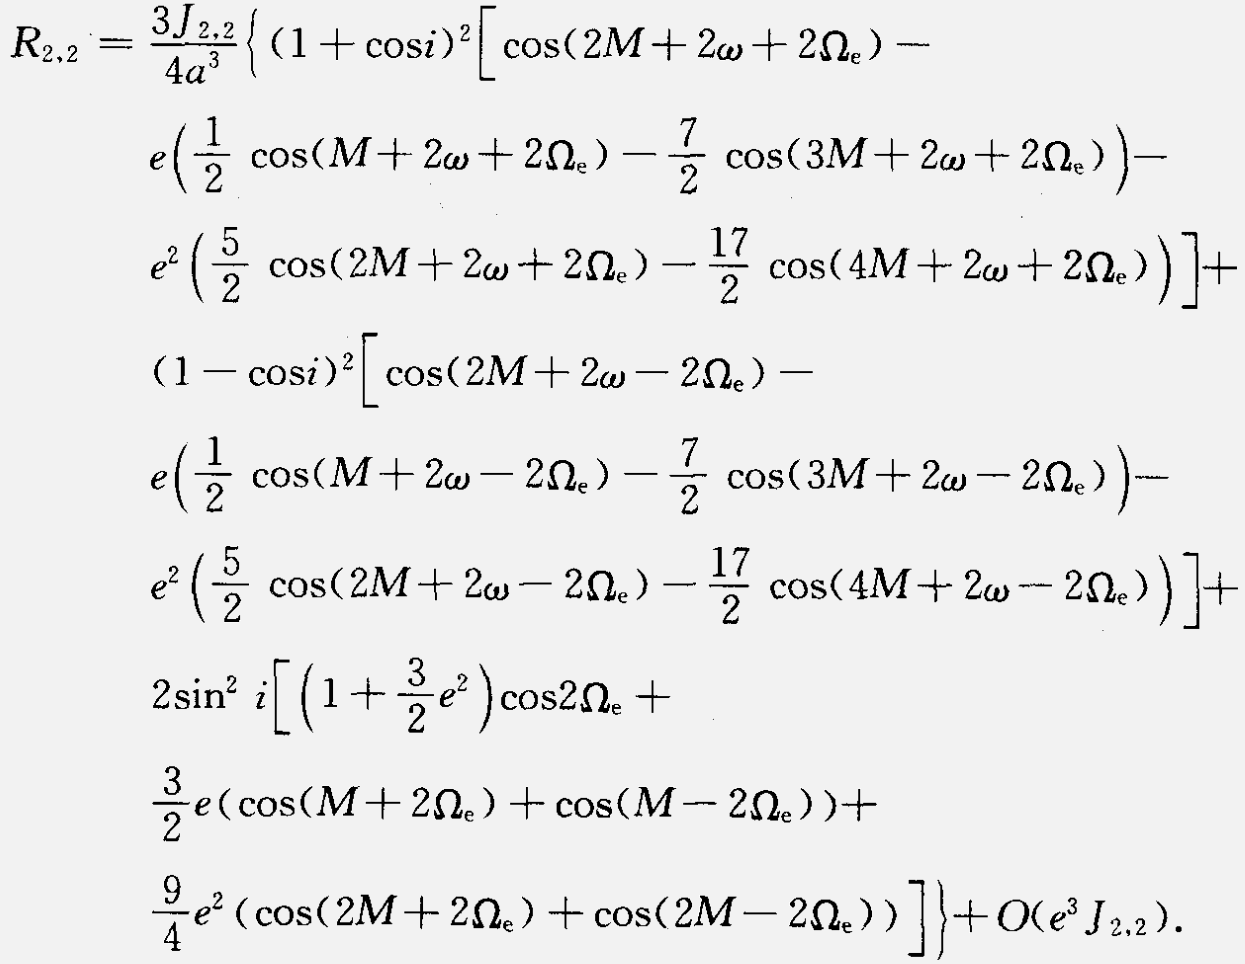 $R_{2,2} = \frac{3J_{2,2}}{4a^3}\Big\{(1+\cos i)^2\Big[\cos(2M+2\omega+2\Omega_e)-$
$e\Big(\frac{1}{2}\cos(M+2\omega+2\Omega_e)-\frac{7}{2}\cos(3M+2\omega+2\Omega_e)\Big)-$
$e^2\Big(\frac{5}{2}\cos(2M+2\omega+2\Omega_e)-\frac{17}{2}\cos(4M+2\omega+2\Omega_e)\Big)\Big]+$
$(1-\cos i)^2\Big[\cos(2M+2\omega-2\Omega_e)-$
$e\Big(\frac{1}{2}\cos(M+2\omega-2\Omega_e)-\frac{7}{2}\cos(3M+2\omega-2\Omega_e)\Big)-$
$e^2\Big(\frac{5}{2}\cos(2M+2\omega-2\Omega_e)-\frac{17}{2}\cos(4M+2\omega-2\Omega_e)\Big)\Big]+$
$2\sin^2 i\Big[\Big(1+\frac{3}{2}e^2\Big)\cos 2\Omega_e+$
$\frac{3}{2}e(\cos(M+2\Omega_e)+\cos(M-2\Omega_e))+$
$\frac{9}{4}e^2(\cos(2M+2\Omega_e)+\cos(2M-2\Omega_e))\Big]\Big\}+O(e^3J_{2,2}).$